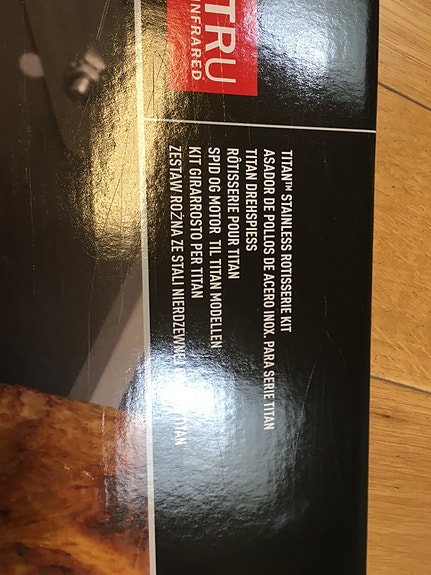 TRU
INFRARED
TITAN™ STAINLESS ROTISSERIE KIT
ASADOR DE POLLOS DE ACERO INOX. PARA SERIE TITAN
TITAN DREHSPIESS
RÔTISSERIE POUR TITAN
SPID OG MOTOR TIL TITAN MODELLEN
KIT GIRARROSTO PER TITAN
ZESTAW ROŻNA ZE STALI NIERDZEWNEJ TITAN